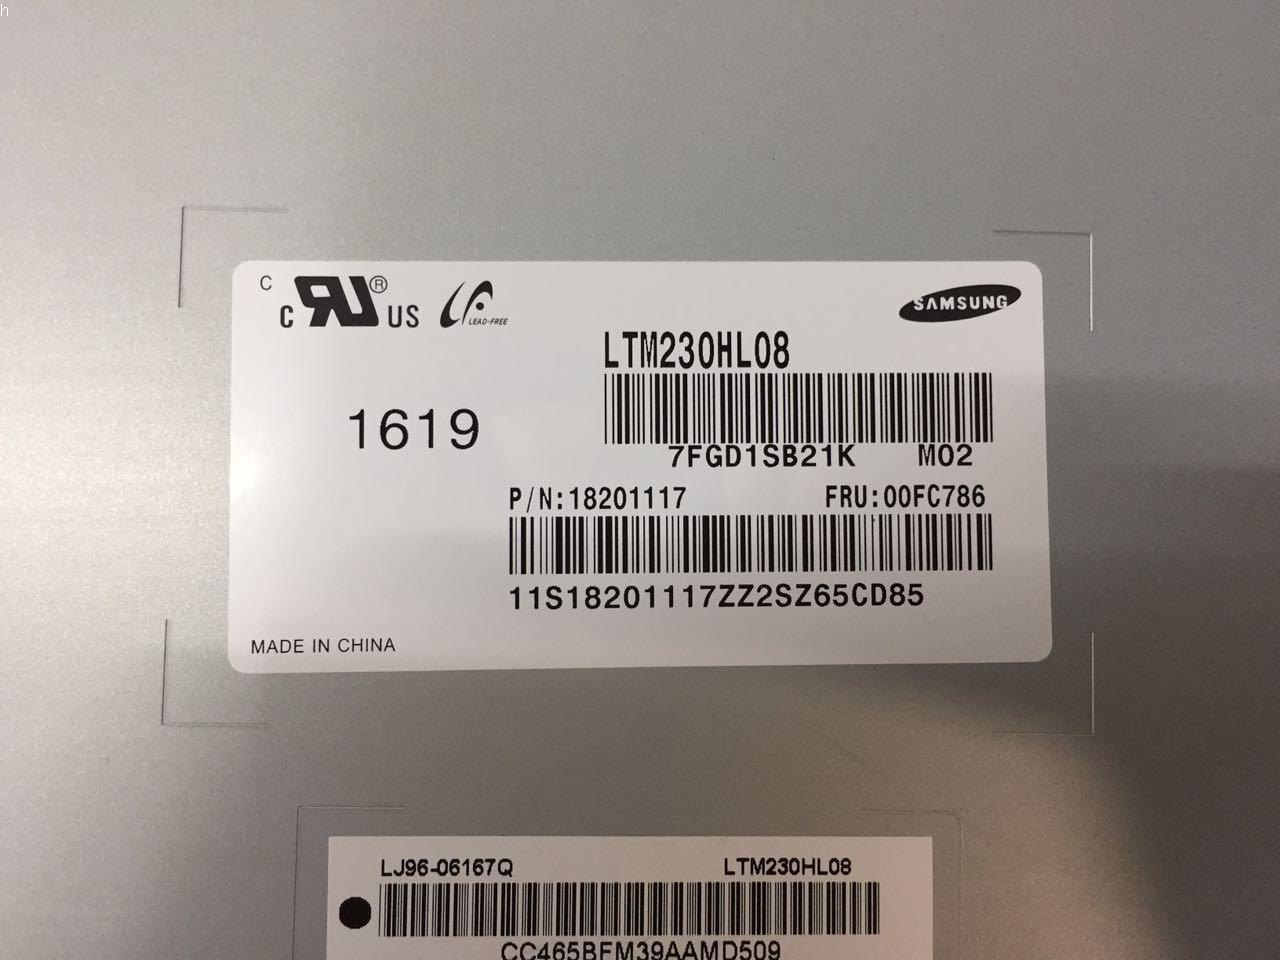 h
C
C RU® US LEAD-FREE
SAMSUNG
LTM230HL08
1619
7FGD1SB21K M02
P/N:18201117 FRU:00FC786
11S18201117ZZ2SZ65CD85
MADE IN CHINA
LJ96-06167Q LTM230HL08
CC465BFM39AAMD509